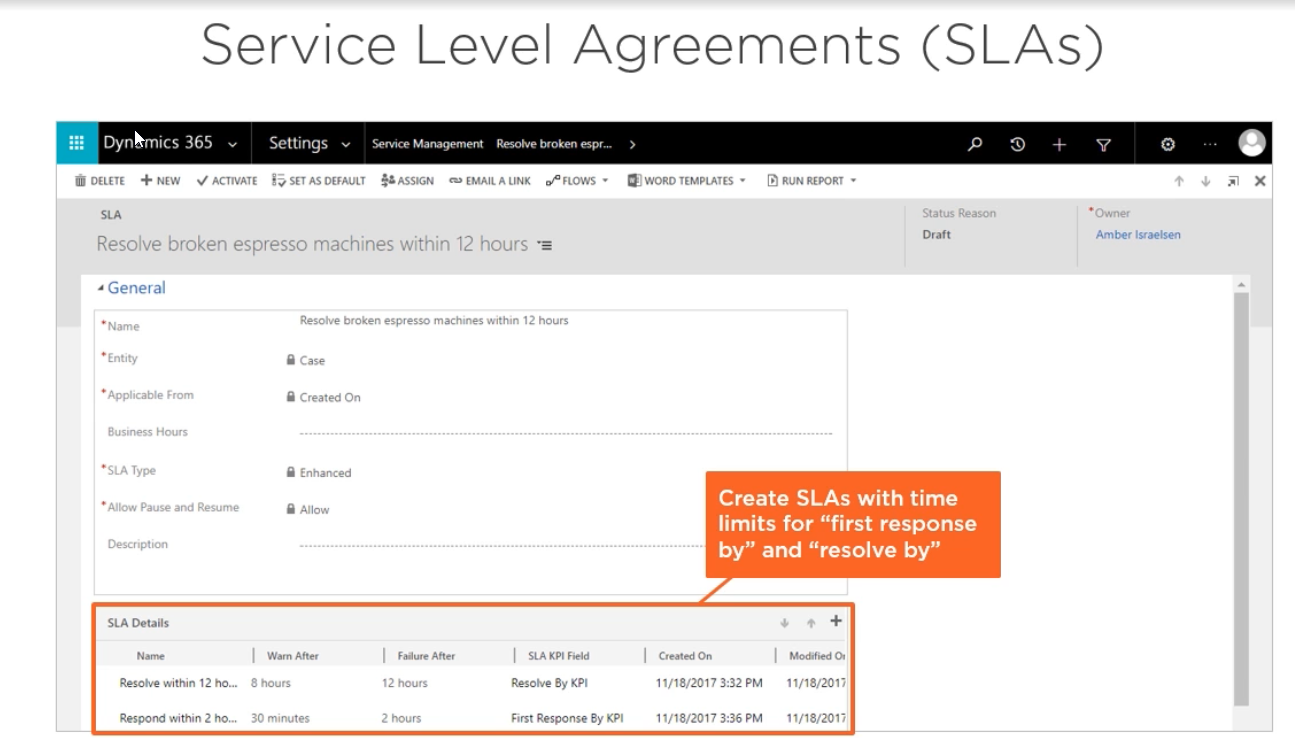 Service Level Agreements (SLAs)
Dynamics 365 Settings Service Management Resolve broken espr...
DELETE NEW ACTIVATE SET AS DEFAULT ASSIGN EMAIL A LINK FLOWS WORD TEMPLATES RUN REPORT
SLA
Resolve broken espresso machines within 12 hours
Status Reason
Draft
*Owner
Amber Israelsen
General
*Name Resolve broken espresso machines within 12 hours
*Entity Case
*Applicable From Created On
Business Hours
*SLA Type Enhanced
*Allow Pause and Resume Allow
Description
Create SLAs with time
limits for “first response
by” and “resolve by”
SLA Details
Name Warn After Failure After SLA KPI Field Created On Modified On
Resolve within 12 ho... 8 hours 12 hours Resolve By KPI 11/18/2017 3:32 PM 11/18/2017
Respond within 2 ho... 30 minutes 2 hours First Response By KPI 11/18/2017 3:36 PM 11/18/2017